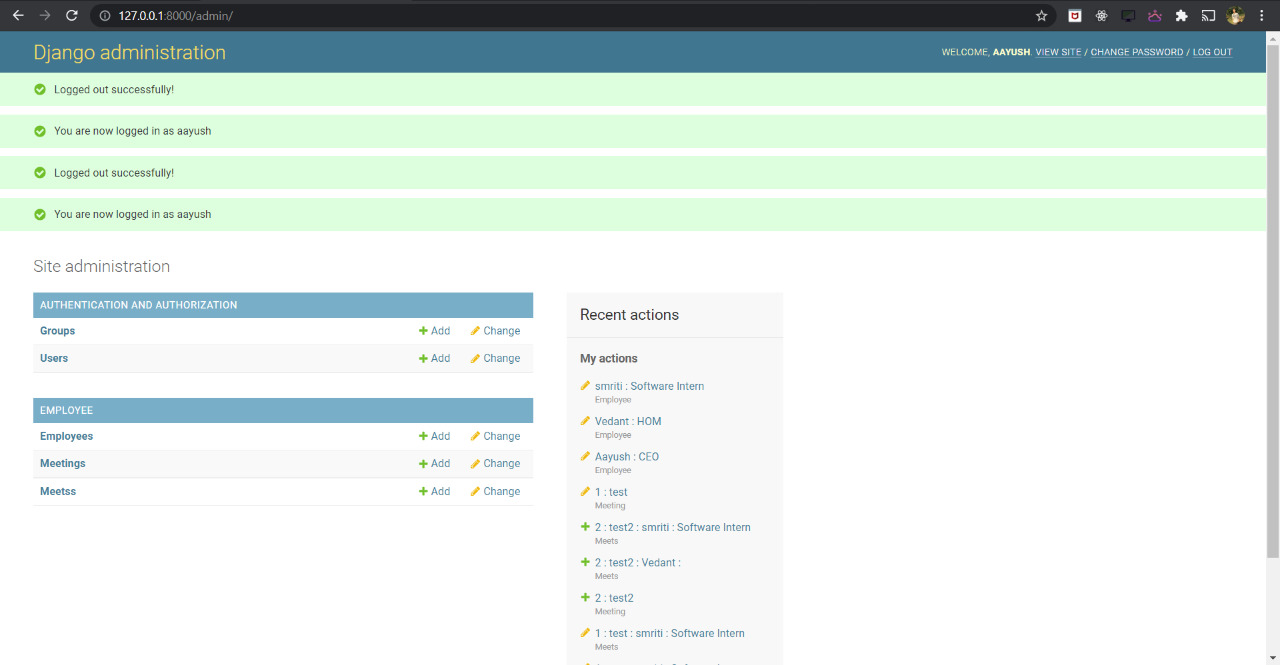 127.0.0.1:8000/admin/
Django administration
WELCOME, AAYUSH. VIEW SITE / CHANGE PASSWORD / LOG OUT
Logged out successfully!
You are now logged in as aayush
Logged out successfully!
You are now logged in as aayush
Site administration
AUTHENTICATION AND AUTHORIZATION
Groups Add Change
Users Add Change
EMPLOYEE
Employees Add Change
Meetings Add Change
Meetss Add Change
Recent actions
My actions
smriti : Software Intern
Employee
Vedant : HOM
Employee
Aayush : CEO
Employee
1 : test
Meeting
2 : test2 : smriti : Software Intern
Meets
2 : test2 : Vedant :
Meets
2 : test2
Meeting
1 : test : smriti : Software Intern
Meets